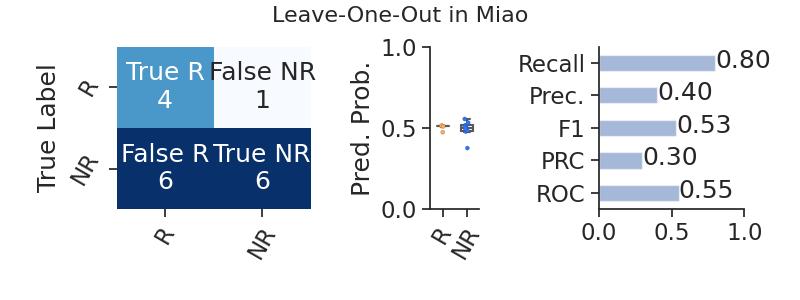 Leave-One-Out in Miao
True Label
R
NR
True R
4
False NR
1
False R
6
True NR
6
R
NR
Pred. Prob.
1.0
0.5
0.0
R
NR
Recall
Prec.
F1
PRC
ROC
0.80
0.40
0.53
0.30
0.55
0.0
0.5
1.0